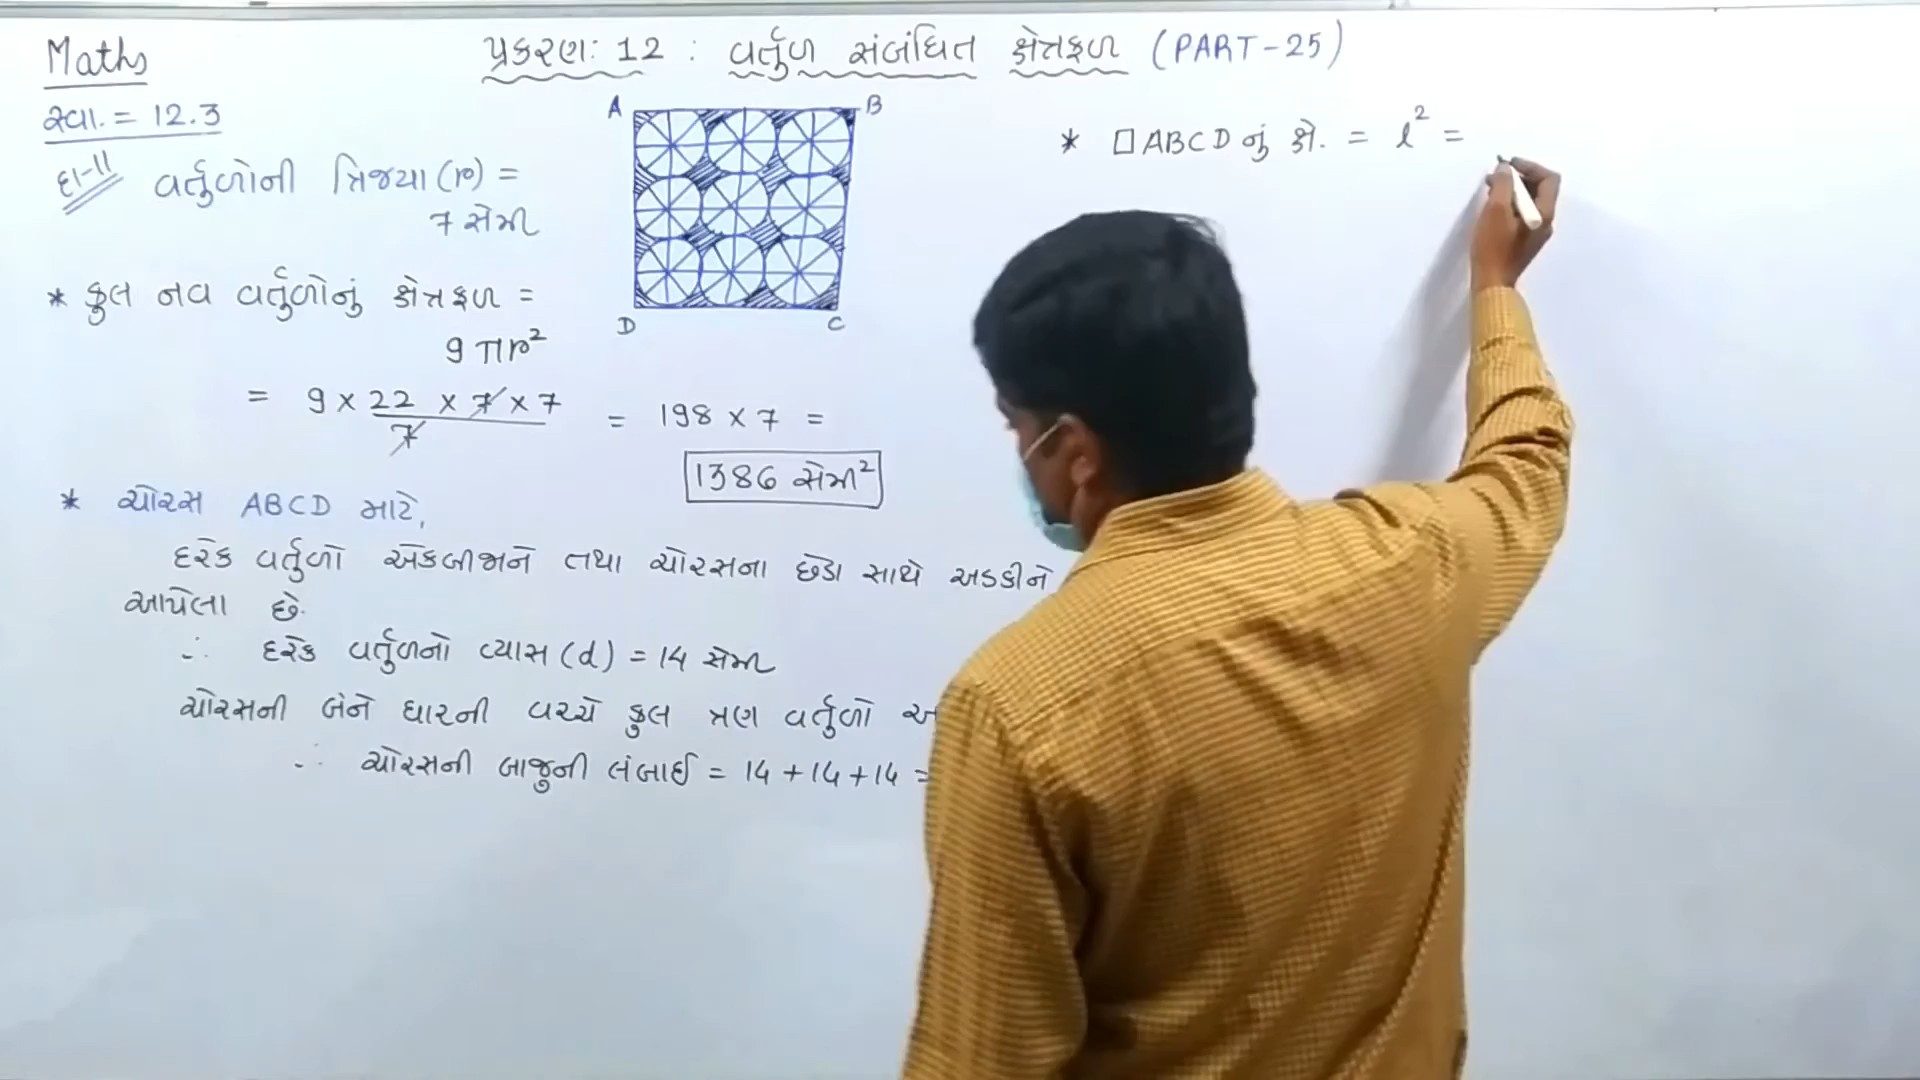 Maths
પ્રકરણ: 12 : વર્તુળ સંબંધિત ક્ષેત્રફળ (PART-25)
સ્વા. = 12.3
દા-11
વર્તુળોની ત્રિજ્યા (r) =
7 સેમી
A
B
D
C
* કુલ નવ વર્તુળોનું ક્ષેત્રફળ =
9 πr²
= 9 × 22 × 7 × 7
7
= 198 × 7 =
1386 સેમી²
* ચોરસ ABCD માટે,
દરેક વર્તુળો એકબીજાને તથા ચોરસના છેડા સાથે અડકીને
આપેલા છે.
∴ દરેક વર્તુળનો વ્યાસ (d) = 14 સેમી
ચોરસની બંને ધારની વચ્ચે કુલ ત્રણ વર્તુળો
∴ ચોરસની બાજુની લંબાઈ = 14 + 14 + 14 =
* □ABCD નું ક્ષે. = l² =